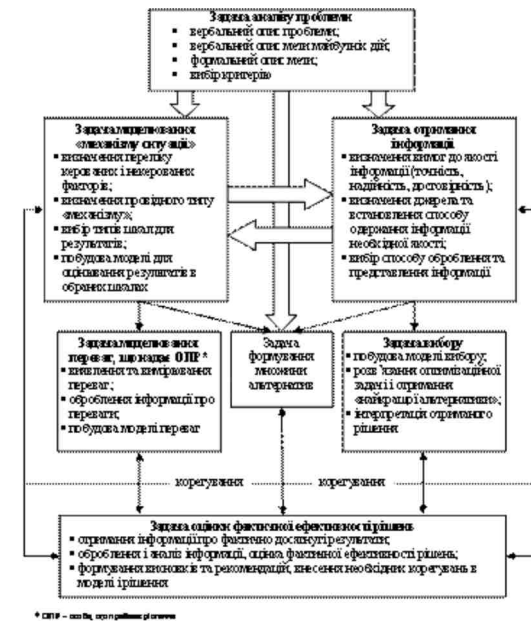 Задача аналізу проблеми
▪ вербальний опис проблеми;
▪ вербальний опис мети майбутніх дій;
▪ формальний опис мети;
▪ вибір критерію
Задача моделювання
«механізму ситуації»
▪ визначення переліку
керованих і некерованих
факторів;
▪ визначення провідного типу
«механізму»;
▪ вибір типів шкал для
результатів;
▪ побудова моделі для
оцінювання результатів в
обраних шкалах
Задача отримання
інформації
▪ визначення вимог до якості
інформації (точність,
надійність, достовірність);
▪ визначення джерела та
встановлення способу
одержання інформації
необхідної якості;
▪ вибір способу оброблення та
представлення інформації
Задача моделювання
переваг, що надає ОПР*
▪ виявлення та вимірювання
переваг;
▪ оброблення інформації про
переваги;
▪ побудова моделі переваг
Задача
формування
множини
альтернатив
Задача вибору
▪ побудова моделі вибору;
▪ розв'язання оптимізаційної
задачі і отримання
«найкращої альтернативи»;
▪ інтерпретація отриманого
рішення
корегування
корегування
Задача оцінки фактичної ефективності рішень
▪ отримання інформації про фактично досягнуті результати;
▪ оброблення і аналіз інформації, оцінка фактичної ефективності рішень;
▪ формування висновків та рекомендацій, внесення необхідних корегувань в
моделі і рішення
* ОПР – особа, що приймає рішення